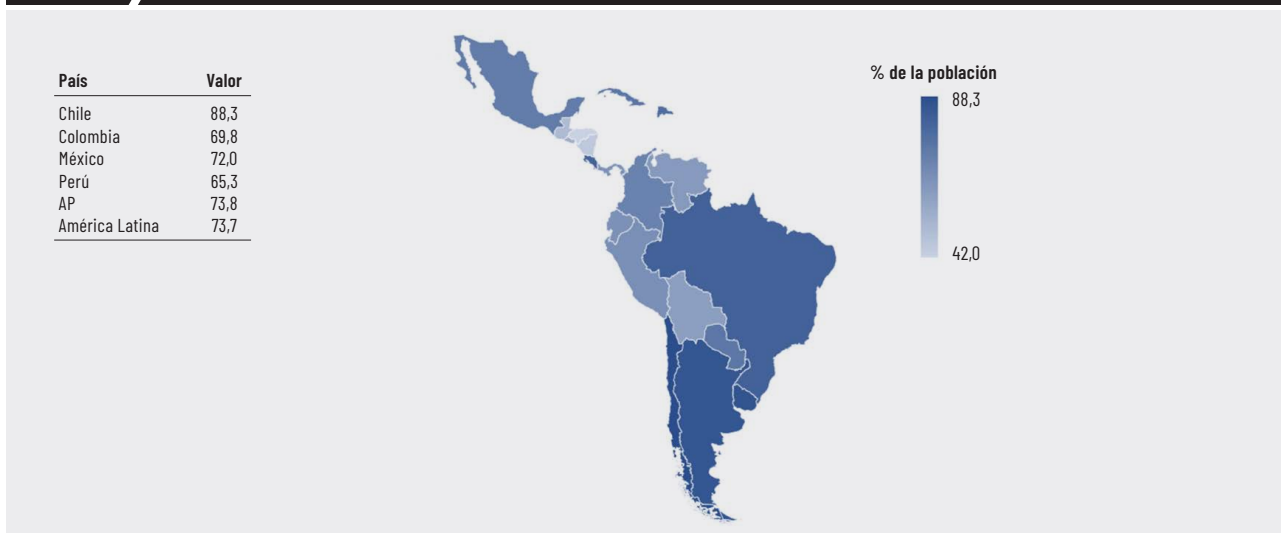 País Valor
Chile 88,3
Colombia 69,8
México 72,0
Perú 65,3
AP 73,8
América Latina 73,7
% de la población
88,3
42,0